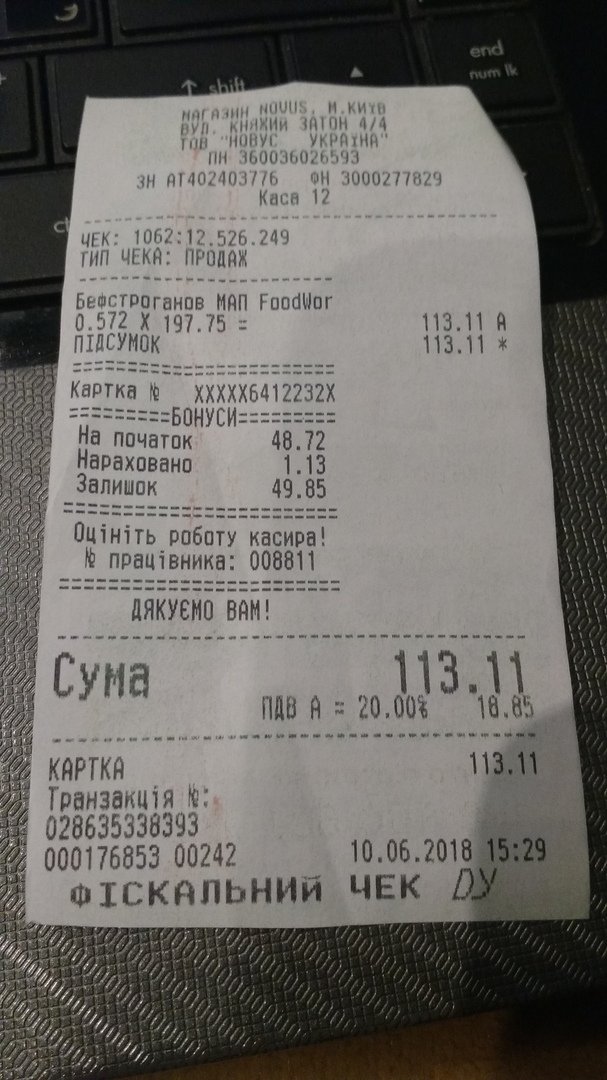 end
num lk
shift
МАГАЗИН NOVUS, М.КИЇВ
ВУЛ. КНЯЖИЙ ЗАТОН 4/4
ТОВ "НОВУС УКРАЇНА"
ПН 360036026593
ЗН АТ402403776 ФН 3000277829
Каса 12
ЧЕК: 1062:12.526.249
ТИП ЧЕКА: ПРОДАЖ
Бефстроганов МАП FoodWor
0.572 X 197.75 = 113.11 А
ПІДСУМОК 113.11 *
Картка № XXXXX6412232X
=========БОНУСИ=========
На початок 48.72
Нараховано 1.13
Залишок 49.85
Оцініть роботу касира!
№ працівника: 008811
ДЯКУЄМО ВАМ!
Сума 113.11
ПДВ А = 20.00% 18.85
КАРТКА 113.11
Транзакція №:
028635338393
000176853 00242 10.06.2018 15:29
ФІСКАЛЬНИЙ ЧЕК